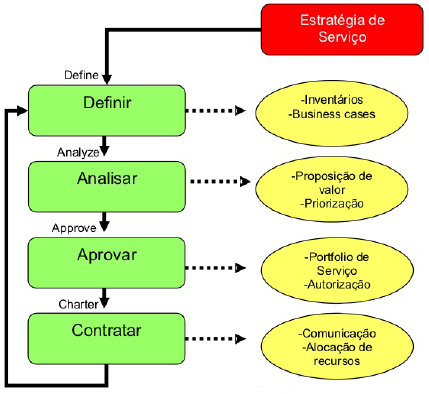 Estratégia de
Serviço
Define
Definir
-Inventários
-Business cases
Analyze
Analisar
-Proposição de
valor
-Priorização
Approve
Aprovar
-Portfolio de
Serviço
-Autorização
Charter
Contratar
-Comunicação
-Alocação de
recursos